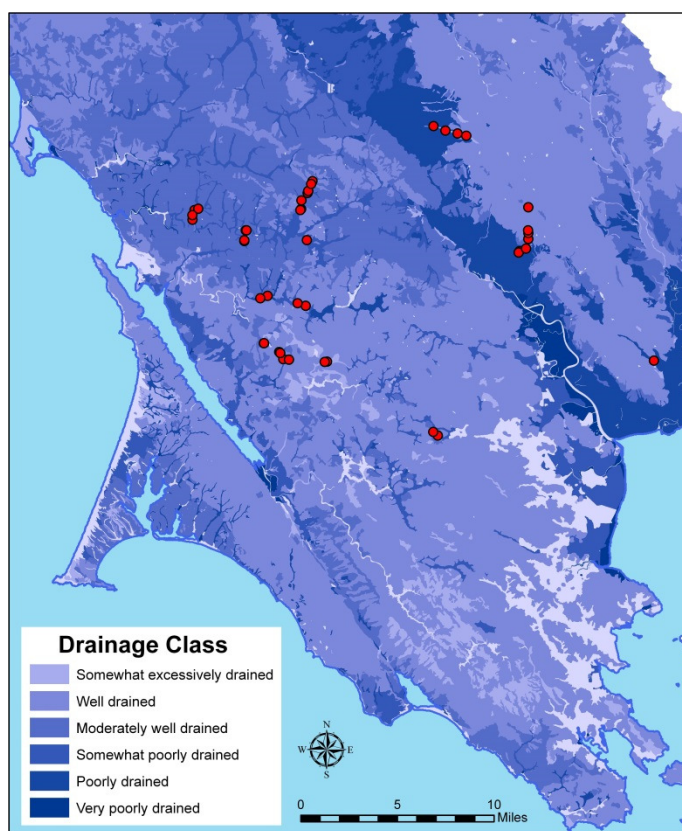 Drainage Class
Somewhat excessively drained
Well drained
Moderately well drained
Somewhat poorly drained
Poorly drained
Very poorly drained
N
W E
S
0 5 10
Miles